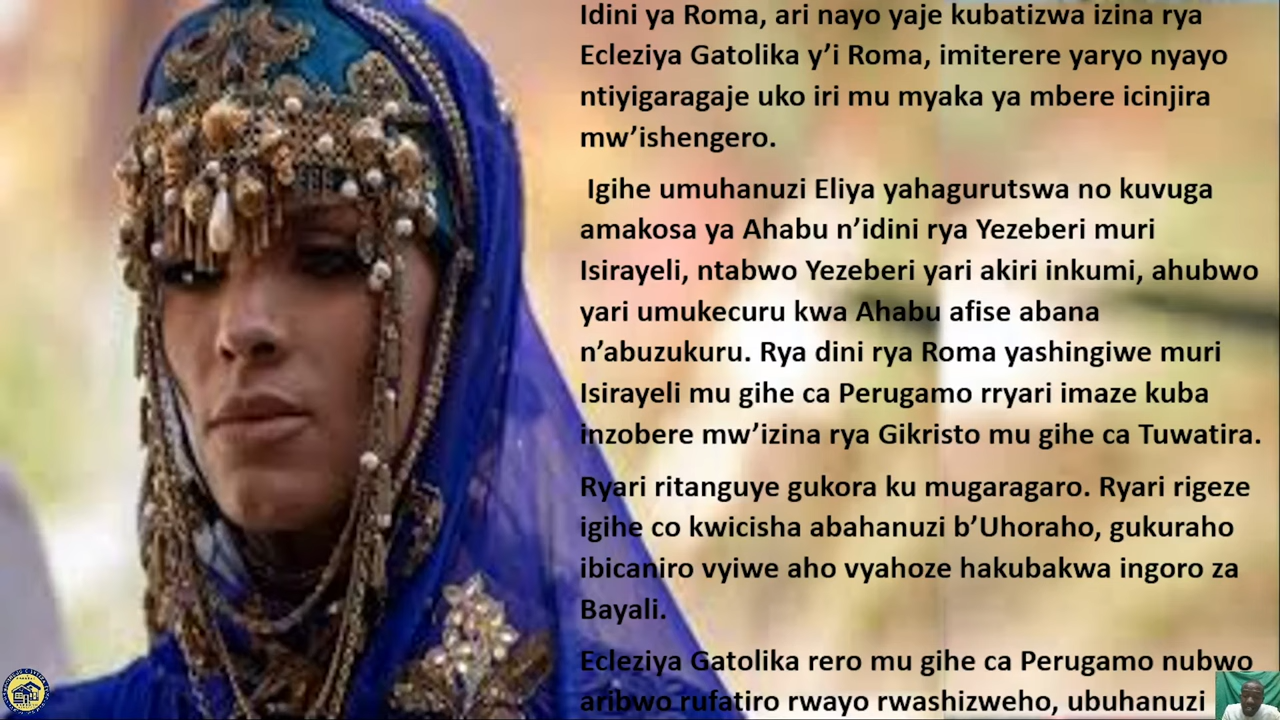 Idini ya Roma, ari nayo yaje kubatizwa izina rya
Ecleziya Gatolika y’i Roma, imiterere yaryo nyayo
ntiyigaragaje uko iri mu myaka ya mbere icinjira
mw’ishengero.
Igihe umuhanuzi Eliya yahagurutswa no kuvuga
amakosa ya Ahabu n’idini rya Yezeberi muri
Isirayeli, ntabwo Yezeberi yari akiri inkumi, ahubwo
yari umukecuru kwa Ahabu afise abana
n’abuzukuru. Rya dini rya Roma yashingiwe muri
Isirayeli mu gihe ca Perugamo rryari imaze kuba
inzobere mw’izina rya Gikristo mu gihe ca Tuwatira.
Ryari ritanguye gukora ku mugaragaro. Ryari rigeze
igihe co kwicisha abahanuzi b’Uhoraho, gukuraho
ibicaniro vyiwe aho vyahoze hakubakwa ingoro za
Bayali.
Ecleziya Gatolika rero mu gihe ca Perugamo nubwo
aribwo rufatiro rwayo rwashizweho, ubuhanuzi